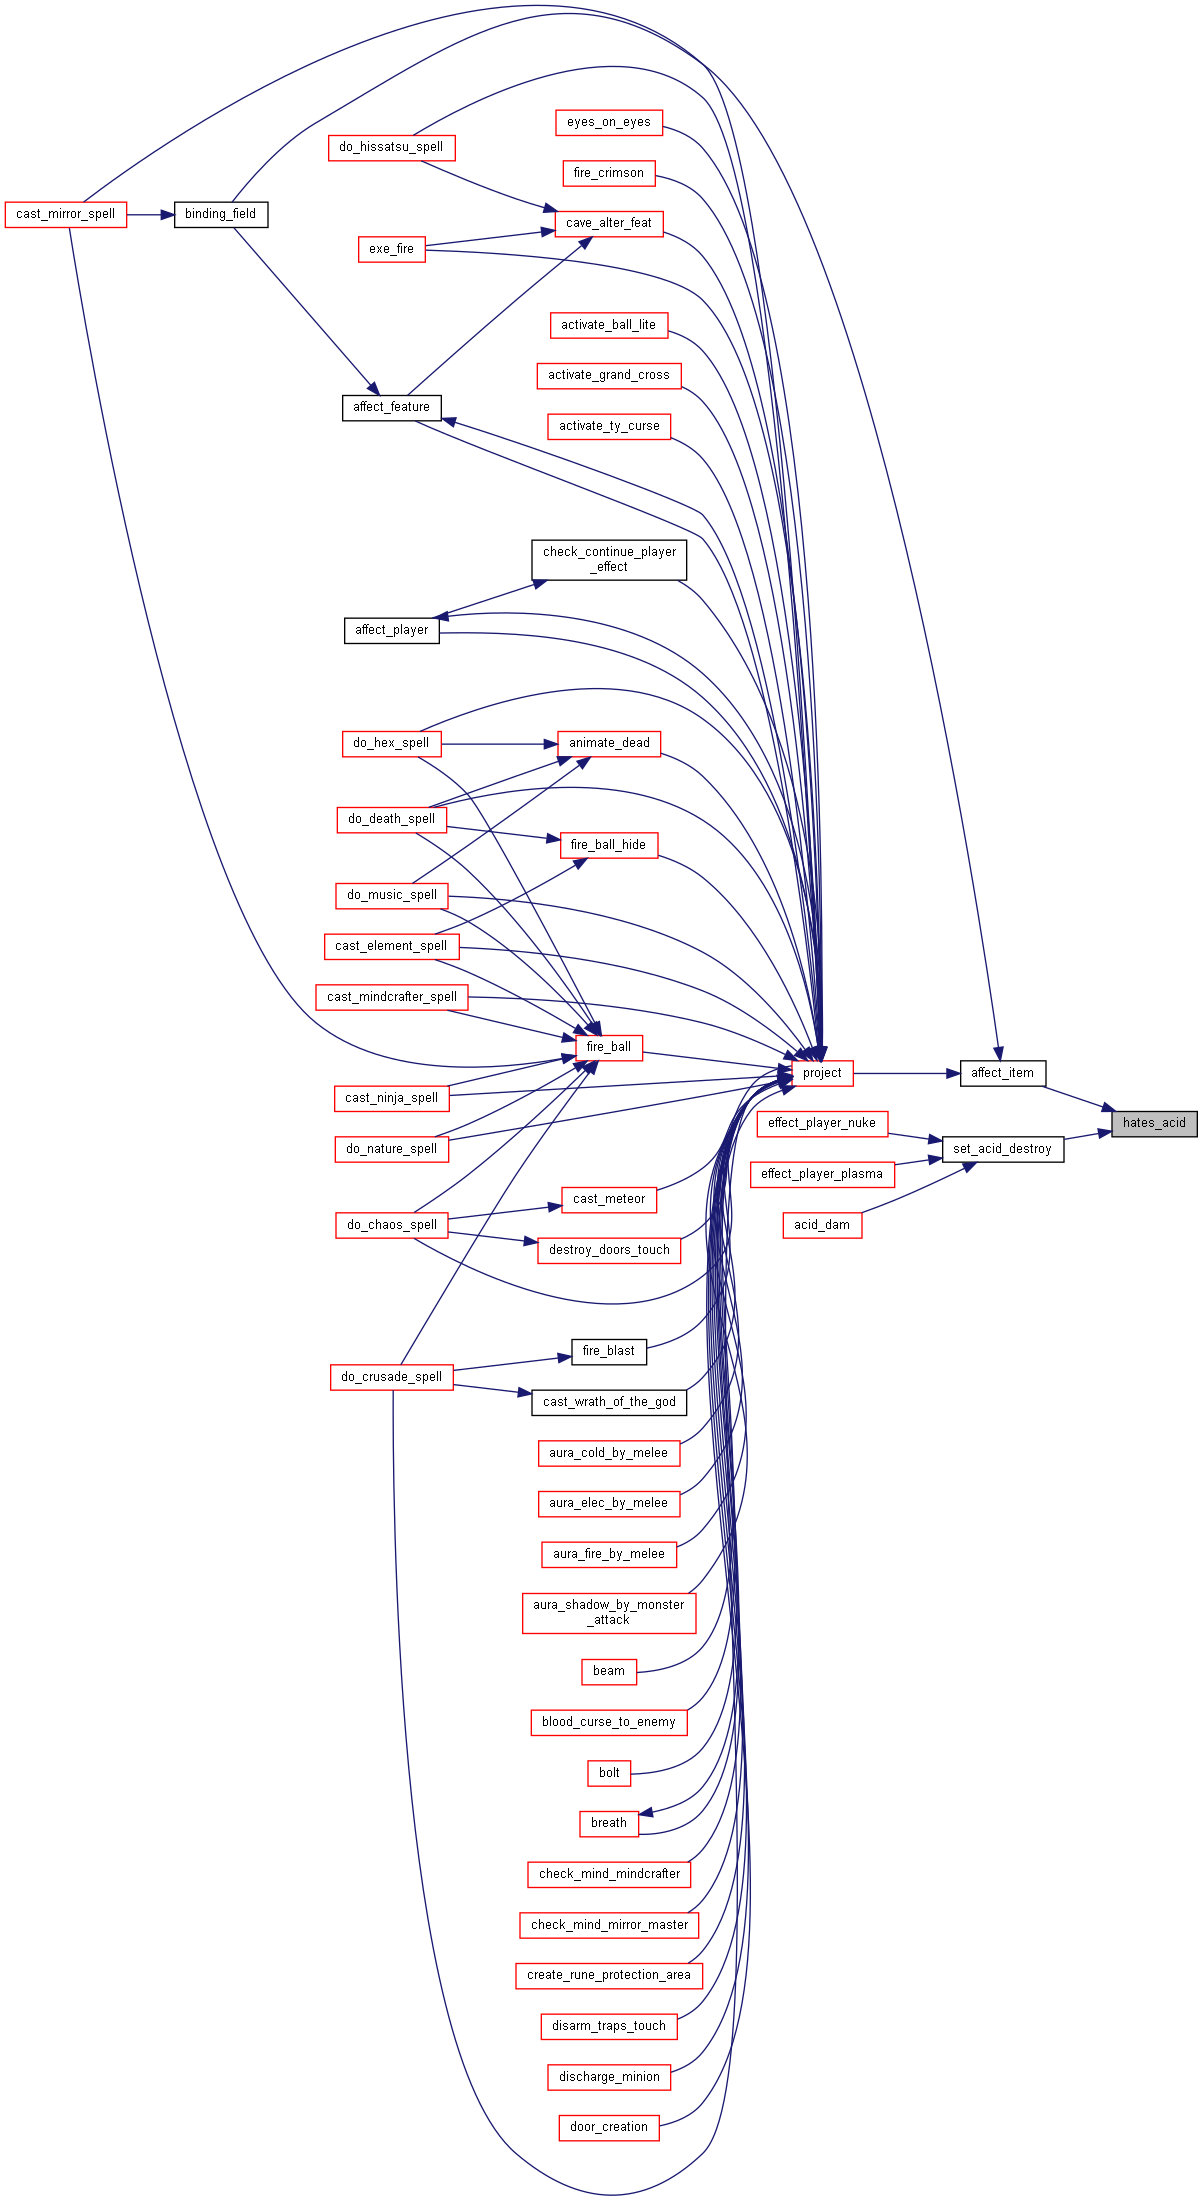 eyes_on_eyes
do_hissatsu_spell
fire_crimson
cast_mirror_spell
binding_field
cave_alter_feat
exe_fire
activate_ball_lite
activate_grand_cross
affect_feature
activate_ty_curse
check_continue_player
_effect
affect_player
do_hex_spell
animate_dead
do_death_spell
fire_ball_hide
do_music_spell
cast_element_spell
cast_mindcrafter_spell
fire_ball
project
affect_item
cast_ninja_spell
effect_player_nuke
hates_acid
do_nature_spell
set_acid_destroy
effect_player_plasma
cast_meteor
do_chaos_spell
acid_dam
destroy_doors_touch
fire_blast
do_crusade_spell
cast_wrath_of_the_god
aura_cold_by_melee
aura_elec_by_melee
aura_fire_by_melee
aura_shadow_by_monster
_attack
beam
blood_curse_to_enemy
bolt
breath
check_mind_mindcrafter
check_mind_mirror_master
create_rune_protection_area
disarm_traps_touch
discharge_minion
door_creation